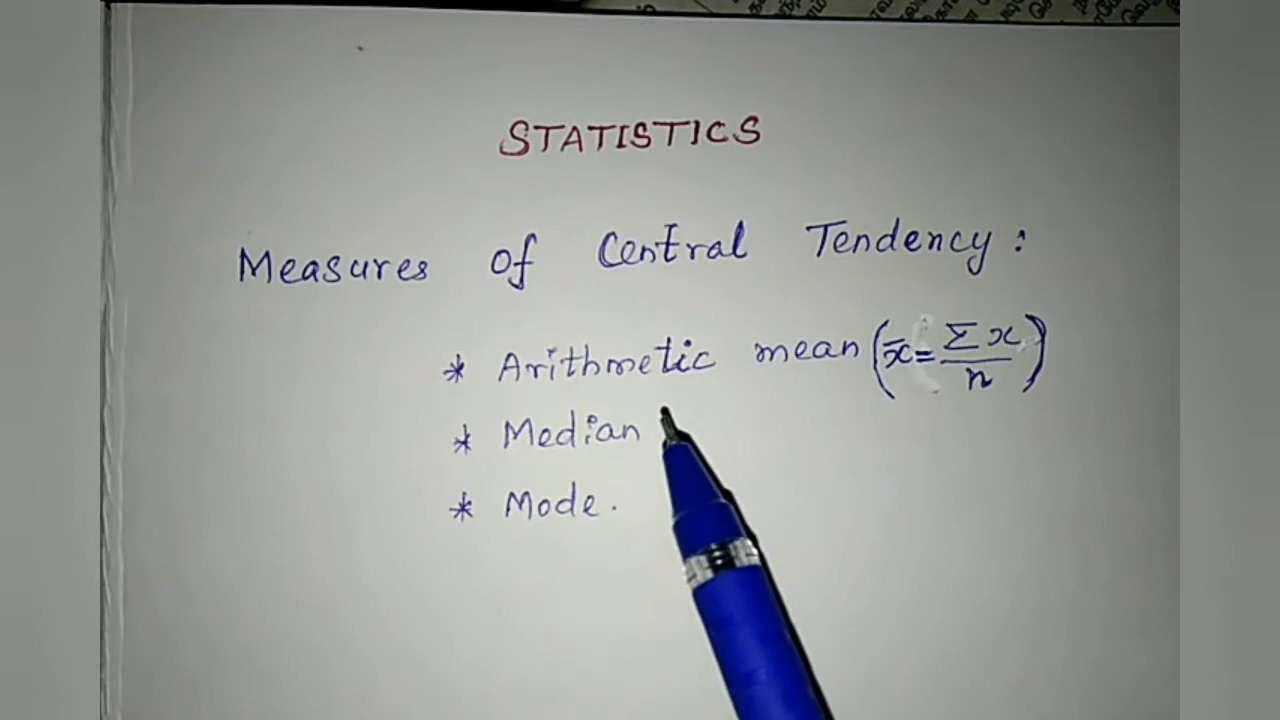 STATISTICS
Measures of Central Tendency :
* Arithmetic mean (x̄ = Σx/n)
* Median
* Mode.